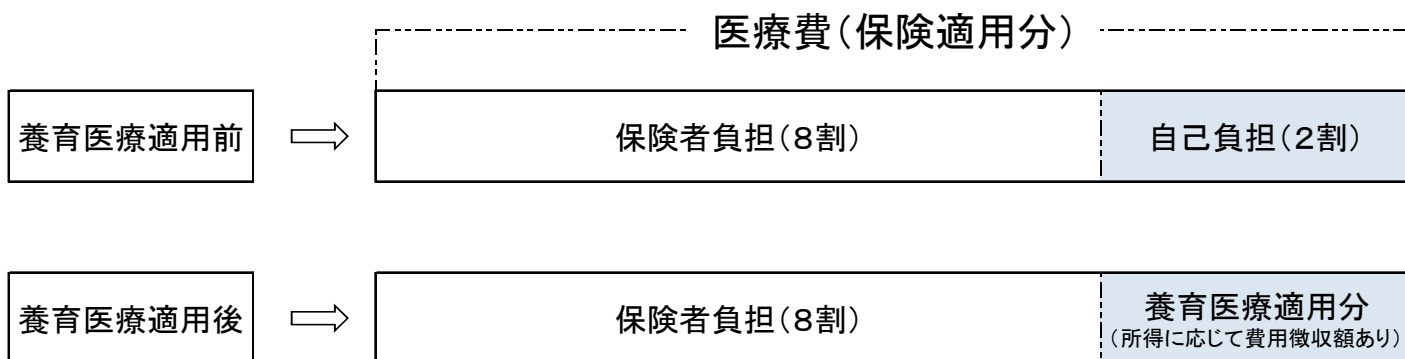 医療費（保険適用分）
養育医療適用前
保険者負担（８割）
自己負担（２割）
養育医療適用後
保険者負担（８割）
養育医療適用分
（所得に応じて費用徴収額あり）